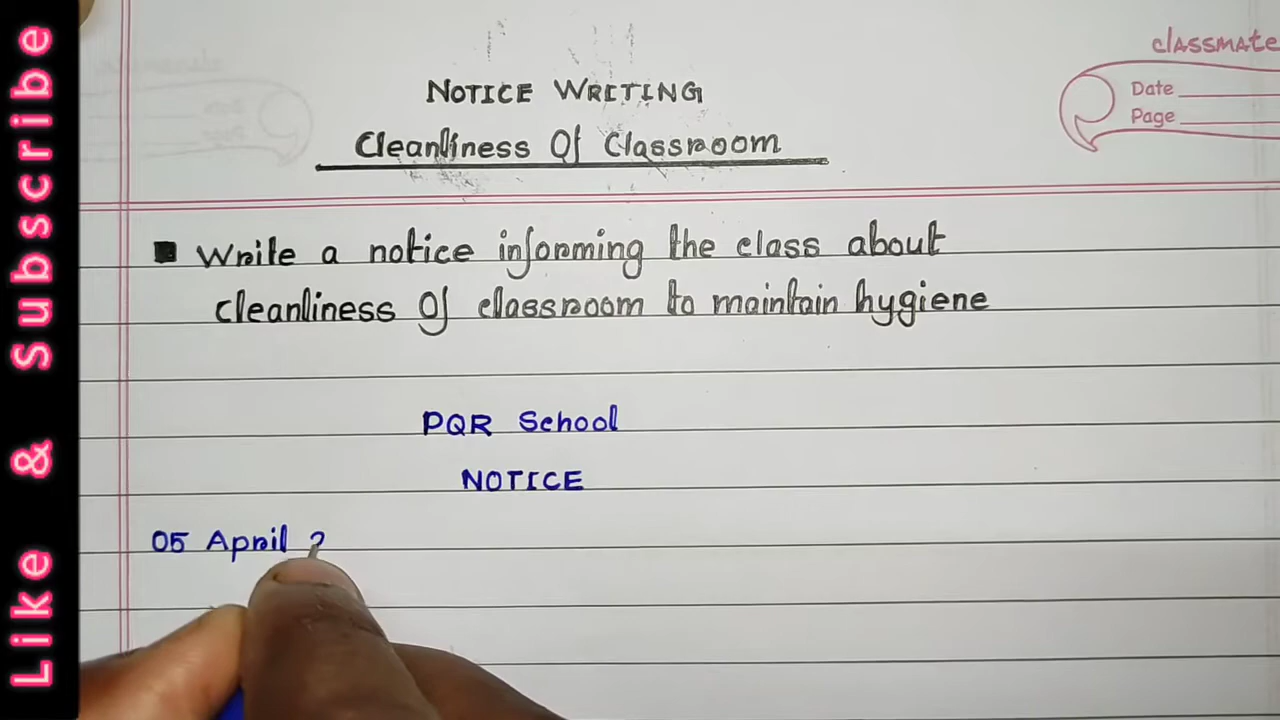 Like & Subscribe
classmate
Date
Page
NOTICE WRITING
Cleanliness Of Classroom
Write a notice informing the class about
cleanliness Of classroom to maintain hygiene
PQR School
NOTICE
05 April 2